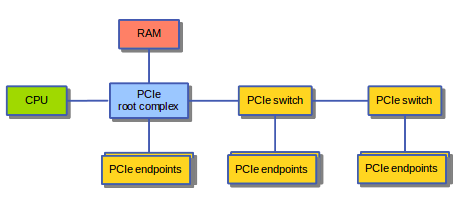 RAM
CPU
PCIe
root complex
PCIe switch
PCIe switch
PCIe endpoints
PCIe endpoints
PCIe endpoints